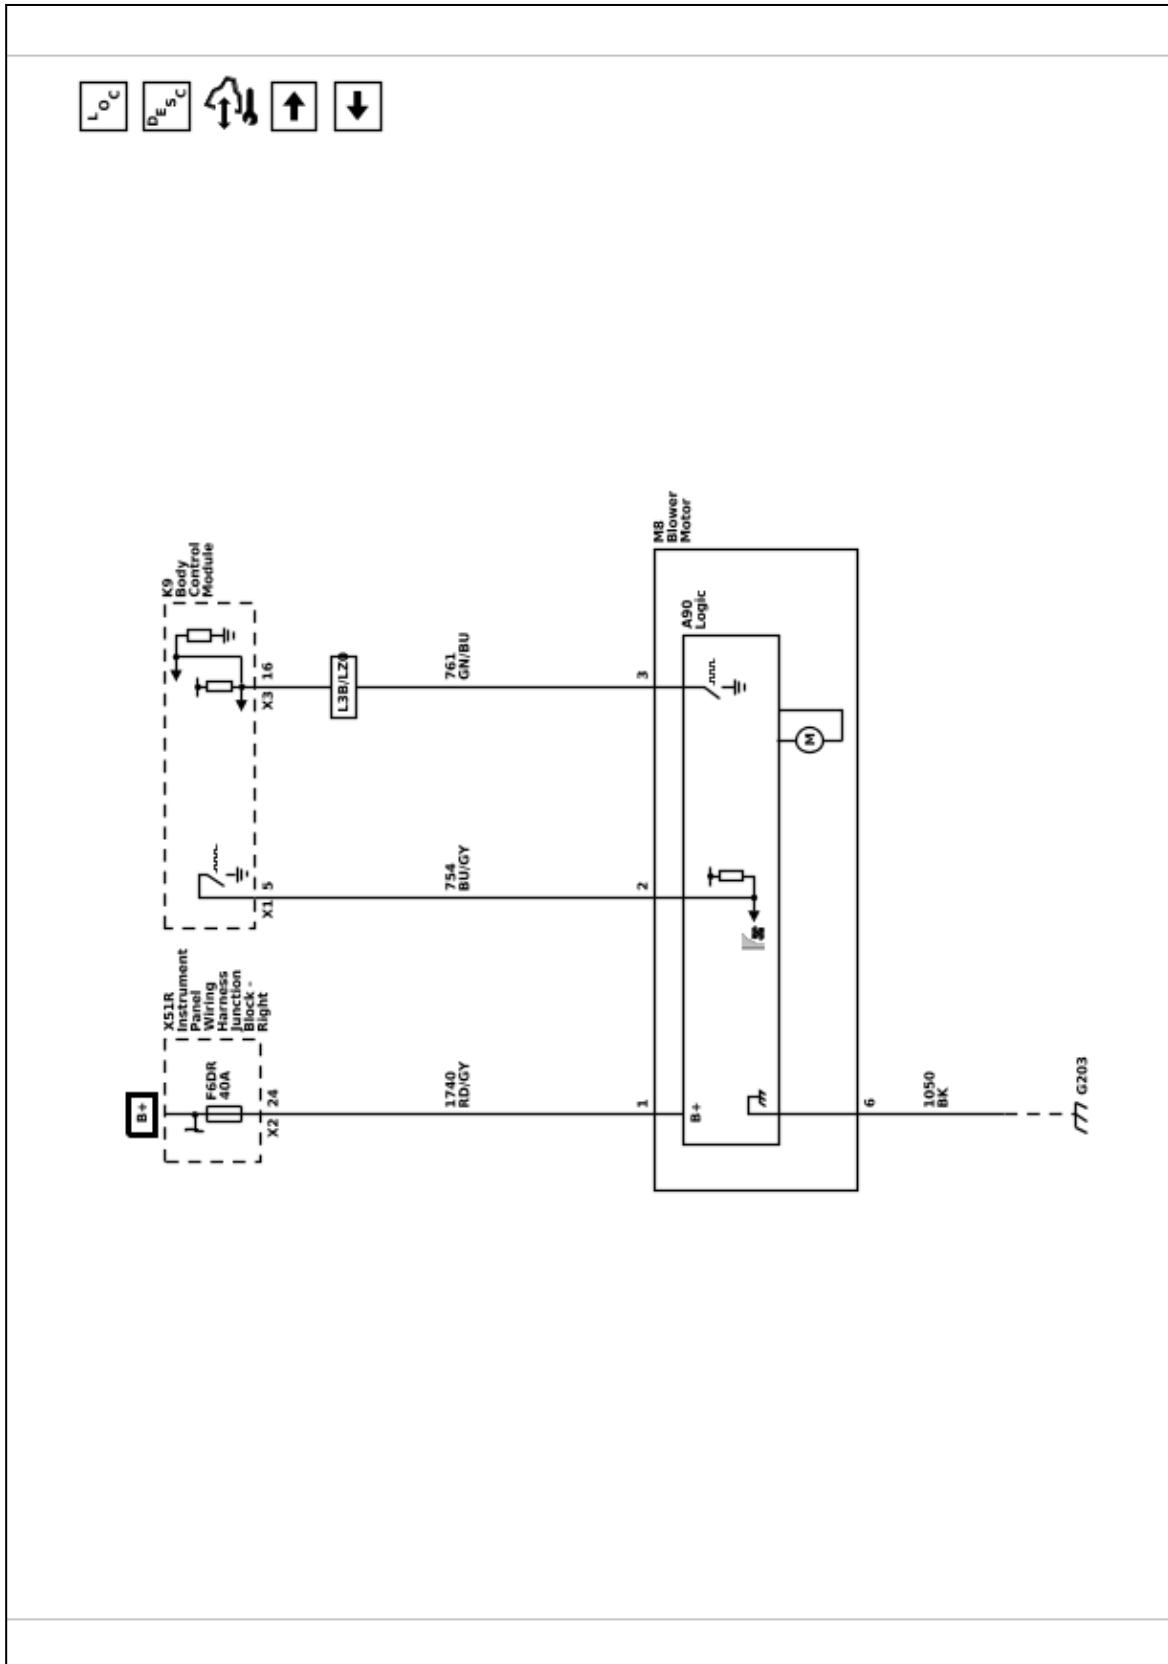 LOC
DESC
B+
X51R
Instrument
Panel
Wiring
Harness
Junction
Block -
Right
F6DR
40A
X2 24
K9
Body
Control
Module
X1 5
X3 16
L3B/LZ0
1740
RD/GY
754
BU/GY
761
GN/BU
1
2
3
M8
Blower
Motor
A90
Logic
B+
M
6
1050
BK
G203